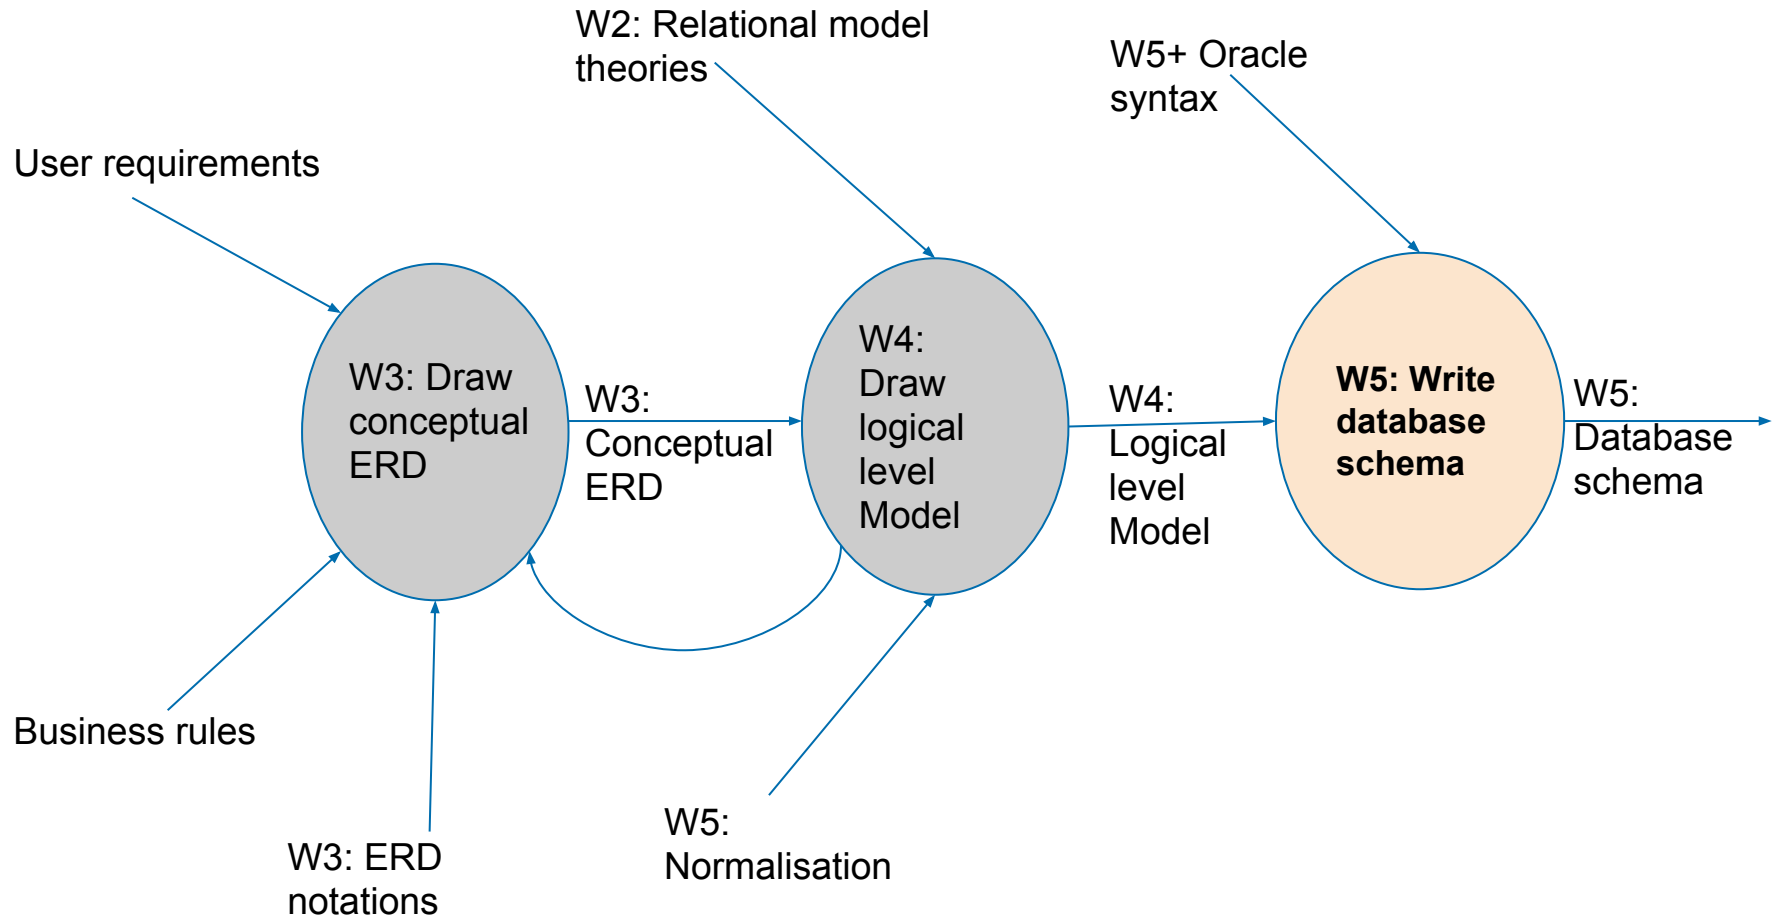 W2: Relational model
theories
W5+ Oracle
syntax
User requirements
W3: Draw
conceptual
ERD
W3:
Conceptual
ERD
W4:
Draw
logical
level
Model
W4:
Logical
level
Model
W5: Write
database
schema
W5:
Database
schema
Business rules
W3: ERD
notations
W5:
Normalisation